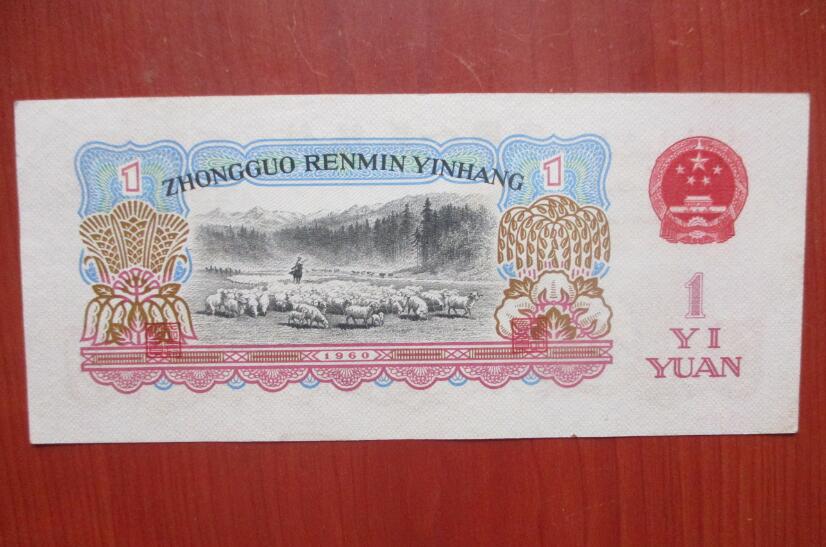 1
ZHONGGUO RENMIN YINHANG
1
1960
1
YI
YUAN